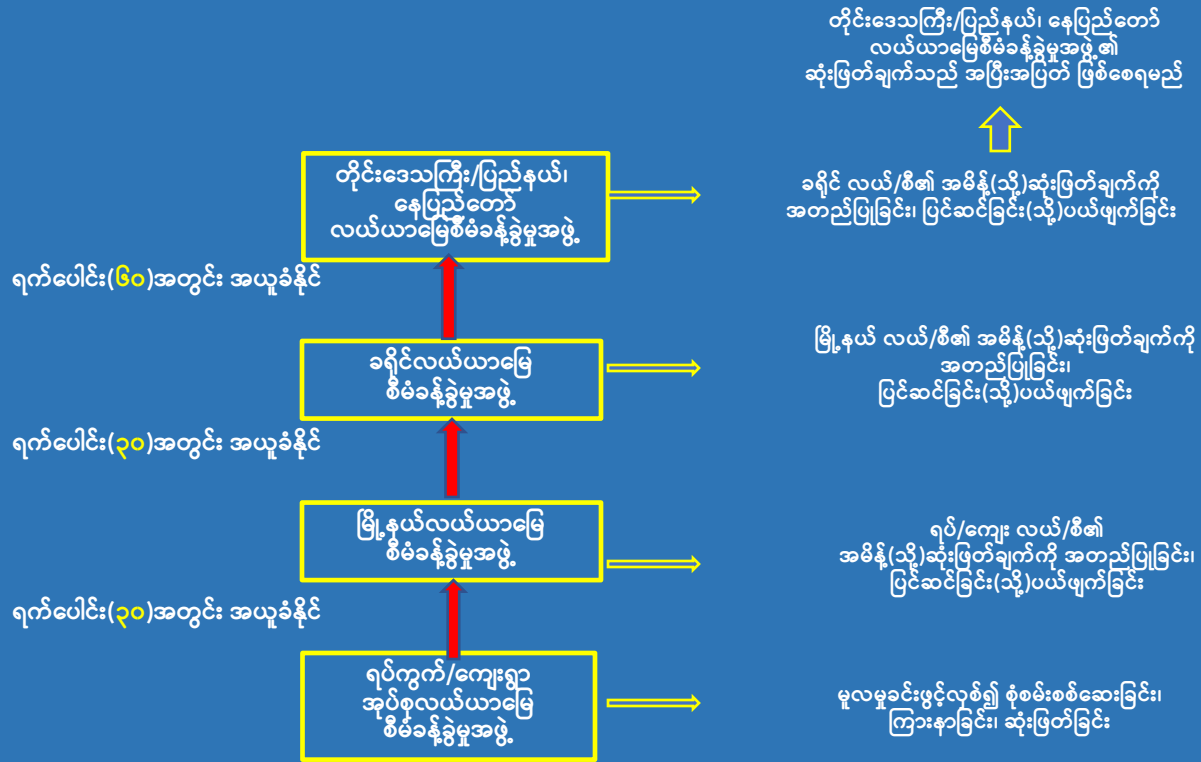 တိုင်းဒေသကြီး/ပြည်နယ်၊ နေပြည်တော်
လယ်ယာမြေစီမံခန့်ခွဲမှုအဖွဲ့၏
ဆုံးဖြတ်ချက်သည် အပြီးအပြတ် ဖြစ်စေရမည်
တိုင်းဒေသကြီး/ပြည်နယ်၊
နေပြည်တော်
လယ်ယာမြေစီမံခန့်ခွဲမှုအဖွဲ့
ခရိုင် လယ်/စီ၏ အမိန့်(သို့)ဆုံးဖြတ်ချက်ကို
အတည်ပြုခြင်း၊ ပြင်ဆင်ခြင်း(သို့)ပယ်ဖျက်ခြင်း
ရက်ပေါင်း(၆၀)အတွင်း အယူခံနိုင်
ခရိုင်လယ်ယာမြေ
စီမံခန့်ခွဲမှုအဖွဲ့
မြို့နယ် လယ်/စီ၏ အမိန့်(သို့)ဆုံးဖြတ်ချက်ကို
အတည်ပြုခြင်း၊
ပြင်ဆင်ခြင်း(သို့)ပယ်ဖျက်ခြင်း
ရက်ပေါင်း(၃၀)အတွင်း အယူခံနိုင်
မြို့နယ်လယ်ယာမြေ
စီမံခန့်ခွဲမှုအဖွဲ့
ရပ်/ကျေး လယ်/စီ၏
အမိန့်(သို့)ဆုံးဖြတ်ချက်ကို အတည်ပြုခြင်း၊
ပြင်ဆင်ခြင်း(သို့)ပယ်ဖျက်ခြင်း
ရက်ပေါင်း(၃၀)အတွင်း အယူခံနိုင်
ရပ်ကွက်/ကျေးရွာ
အုပ်စုလယ်ယာမြေ
စီမံခန့်ခွဲမှုအဖွဲ့
မူလမှုခင်းဖွင့်လှစ်၍ စုံစမ်းစစ်ဆေးခြင်း၊
ကြားနာခြင်း၊ ဆုံးဖြတ်ခြင်း